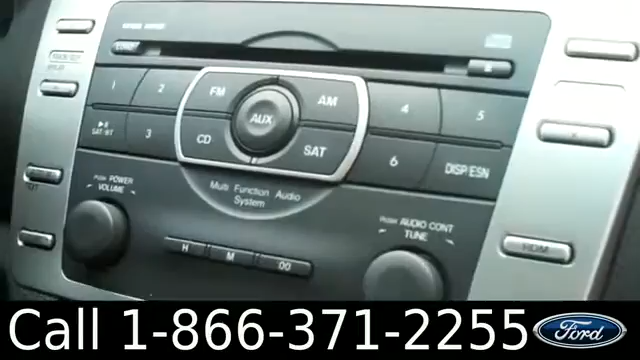 1
2
FM
AM
AUX
4
5
SAT/BT
3
CD
SAT
6
DISP/ESN
PUSH POWER
VOLUME
Multi Function Audio
System
PUSH AUDIO CONT
TUNE
H
M
00
Call 1-866-371-2255
Ford